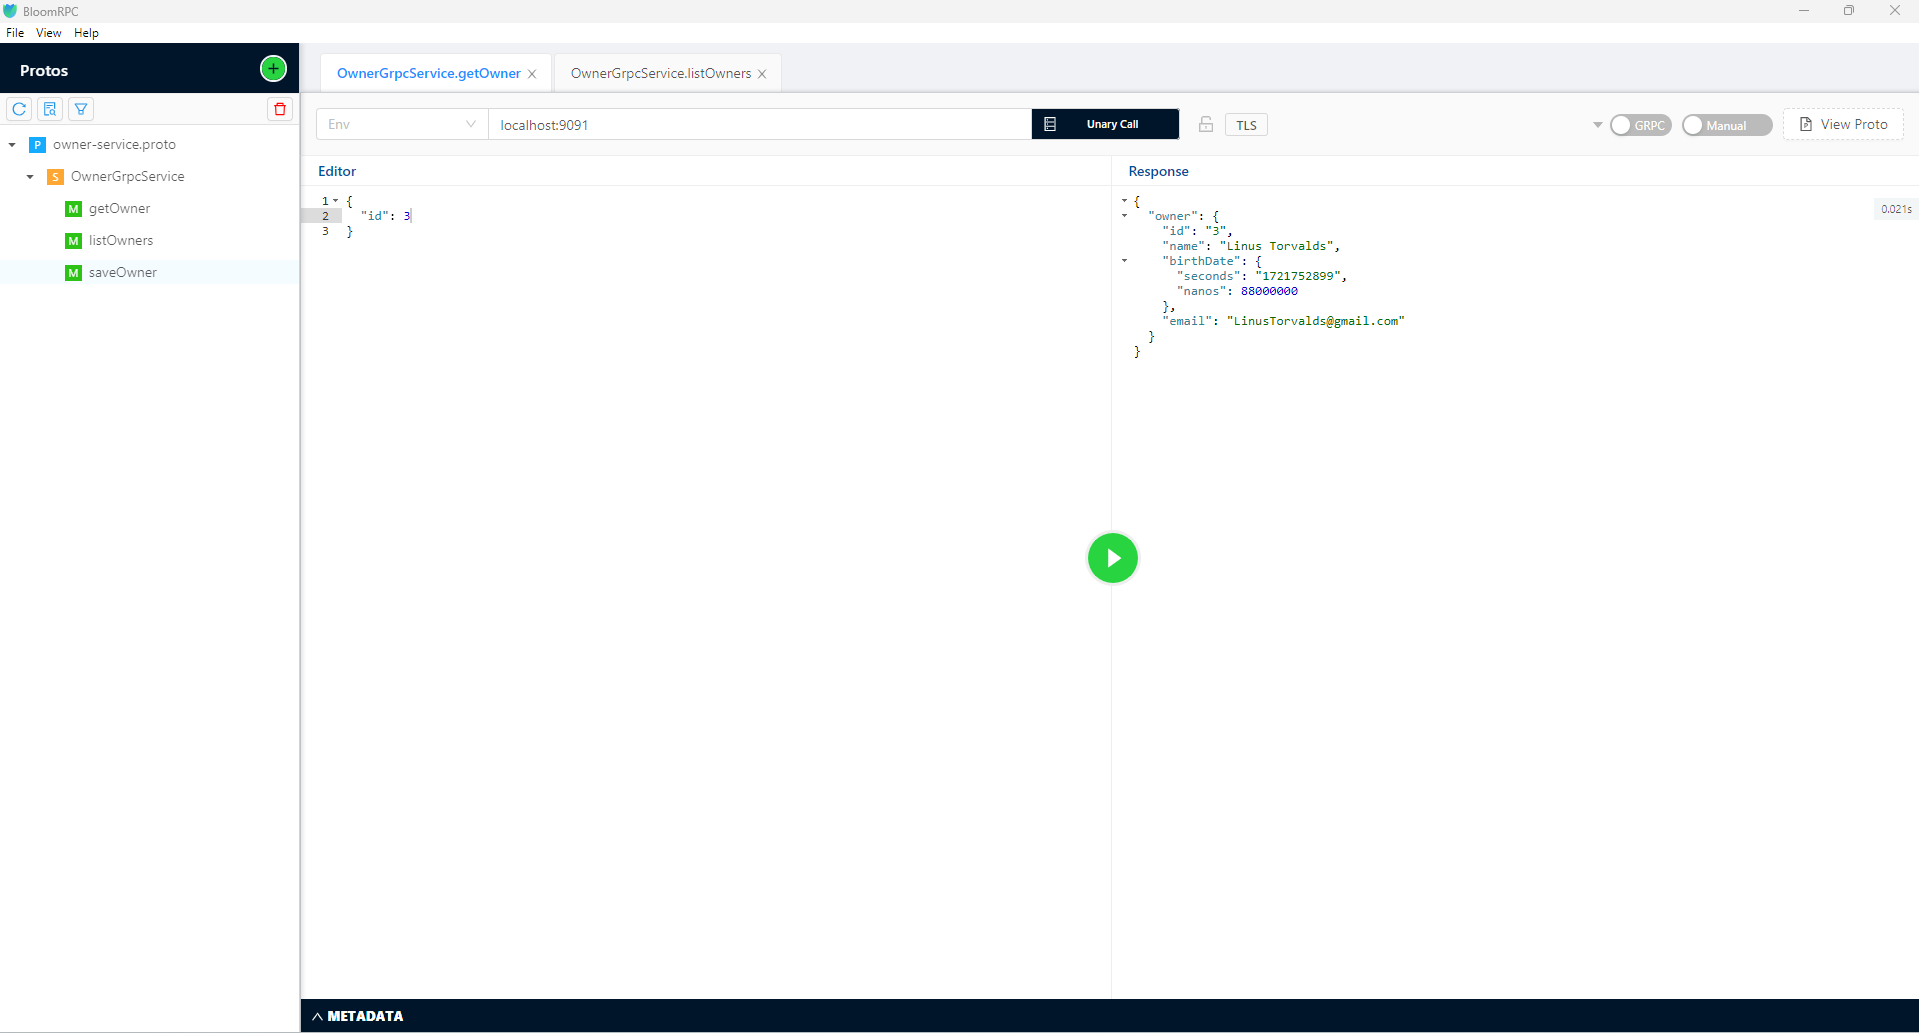 BloomRPC
File View Help
Protos
OwnerGrpcService.getOwner
OwnerGrpcService.listOwners
Env
localhost:9091
Unary Call
TLS
GRPC
Manual
View Proto
P owner-service.proto
S OwnerGrpcService
M getOwner
M listOwners
M saveOwner
Editor
1 {
2 "id": 3
3 }
Response
0.021s
{
"owner": {
"id": "3",
"name": "Linus Torvalds",
"birthDate": {
"seconds": "1721752899",
"nanos": 88000000
},
"email": "LinusTorvalds@gmail.com"
}
}
METADATA